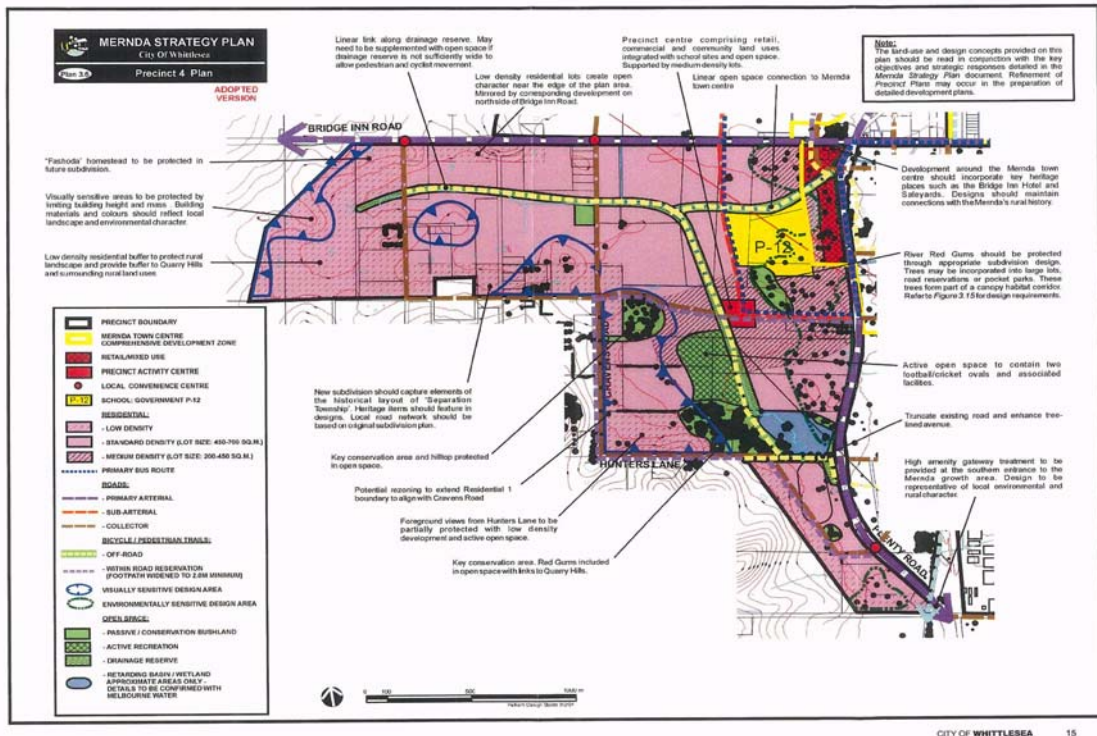 MERNDA STRATEGY PLAN
City Of Whittlesea
Plan 3.6
Precinct 4 Plan
ADOPTED
VERSION
Linear link along drainage reserve. May
need to be supplemented with open space if
drainage reserve is not sufficiently wide to
allow pedestrian and cyclist movement.
Low density residential lots create open
character near the edge of the plan area.
Mirrored by corresponding development on
north side of Bridge Inn Road.
Precinct centre comprising retail,
commercial and community land uses
integrated with school sites and open space.
Supported by medium density lots.
Linear open space connection to Mernda
town centre
Note:
The land-use and design concepts provided on this
plan should be read in conjunction with the key
objectives and strategic responses detailed in the
Mernda Strategy Plan document. Refinement of
Precinct Plans may occur in the preparation of
detailed development plans.
BRIDGE INN ROAD
'Fashoda' homestead to be protected in
future subdivision.
Visually sensitive areas to be protected by
limiting building height and mass . Building
materials and colours should reflect local
landscape and environmental character.
Low density residential buffer to protect rural
landscape and provide buffer to Quarry Hills
and surrounding rural land uses.
Development around the Mernda town
centre should incorporate key heritage
places such as the Bridge Inn Hotel and
Saleyards. Designs should maintain
connections with the Mernda's rural history.
P-12
River Red Gums should be protected
through appropriate subdivision design.
Trees may be incorporated into large lots,
road reservations or pocket parks. These
trees form part of a canopy habitat corridor.
Refer to Figure 3.15 for design requirements.
PRECINCT BOUNDARY
MERNDA TOWN CENTRE
COMPREHENSIVE DEVELOPMENT ZONE
RETAIL/MIXED USE
PRECINCT ACTIVITY CENTRE
LOCAL CONVENIENCE CENTRE
P-12 SCHOOL: GOVERNMENT P-12
RESIDENTIAL:
- LOW DENSITY
- STANDARD DENSITY (LOT SIZE: 450-700 SQ.M.)
- MEDIUM DENSITY (LOT SIZE: 200-450 SQ.M.)
PRIMARY BUS ROUTE
ROADS:
- PRIMARY ARTERIAL
- SUB-ARTERIAL
- COLLECTOR
BICYCLE / PEDESTRIAN TRAILS:
- OFF-ROAD
- WITHIN ROAD RESERVATION
(FOOTPATH WIDENED TO 2.0M MINIMUM)
VISUALLY SENSITIVE DESIGN AREA
ENVIRONMENTALLY SENSITIVE DESIGN AREA
OPEN SPACE:
- PASSIVE / CONSERVATION BUSHLAND
- ACTIVE RECREATION
- DRAINAGE RESERVE
- RETARDING BASIN / WETLAND
APPROXIMATE AREAS ONLY -
DETAILS TO BE CONFIRMED WITH
MELBOURNE WATER
New subdivision should capture elements of
the historical layout of 'Separation
Township'. Heritage items should feature in
designs. Local road network should be
based on original subdivision plan.
CRAVENS
Active open space to contain two
football/cricket ovals and associated
facilities.
Truncate existing road and enhance tree-
lined avenue.
Key conservation area and hilltop protected
in open space.
HUNTERS LANE
High amenity gateway treatment to be
provided at the southern entrance to the
Mernda growth area. Design to be
representative of local environmental and
rural character.
Potential rezoning to extend Residential 1
boundary to align with Cravens Road
Foreground views from Hunters Lane to be
partially protected with low density
development and active open space.
Key conservation area. Red Gums included
in open space with links to Quarry Hills.
PLENTY ROAD
0 100 500 1000 m
CITY OF WHITTLESEA 15